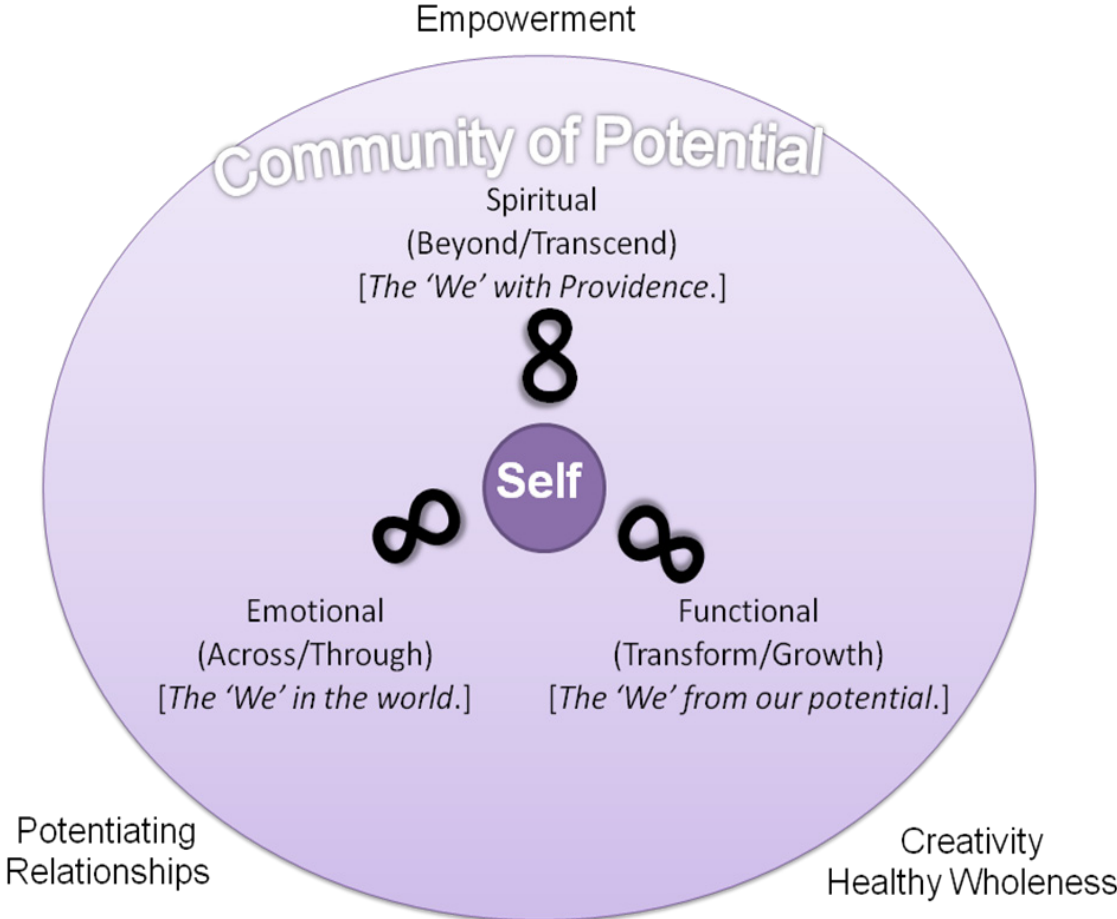 Empowerment
Community of Potential
Spiritual
(Beyond/Transcend)
[The ‘We’ with Providence.]
Self
Emotional
(Across/Through)
[The ‘We’ in the world.]
Functional
(Transform/Growth)
[The ‘We’ from our potential.]
Potentiating
Relationships
Creativity
Healthy Wholeness